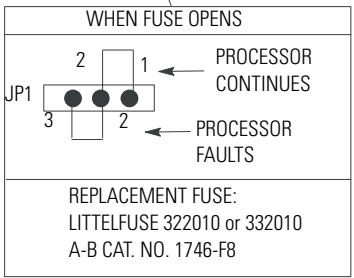 WHEN FUSE OPENS
2
1
PROCESSOR
CONTINUES
JP1
3
2
PROCESSOR
FAULTS
REPLACEMENT FUSE:
LITTELFUSE 322010 or 332010
A-B CAT. NO. 1746-F8